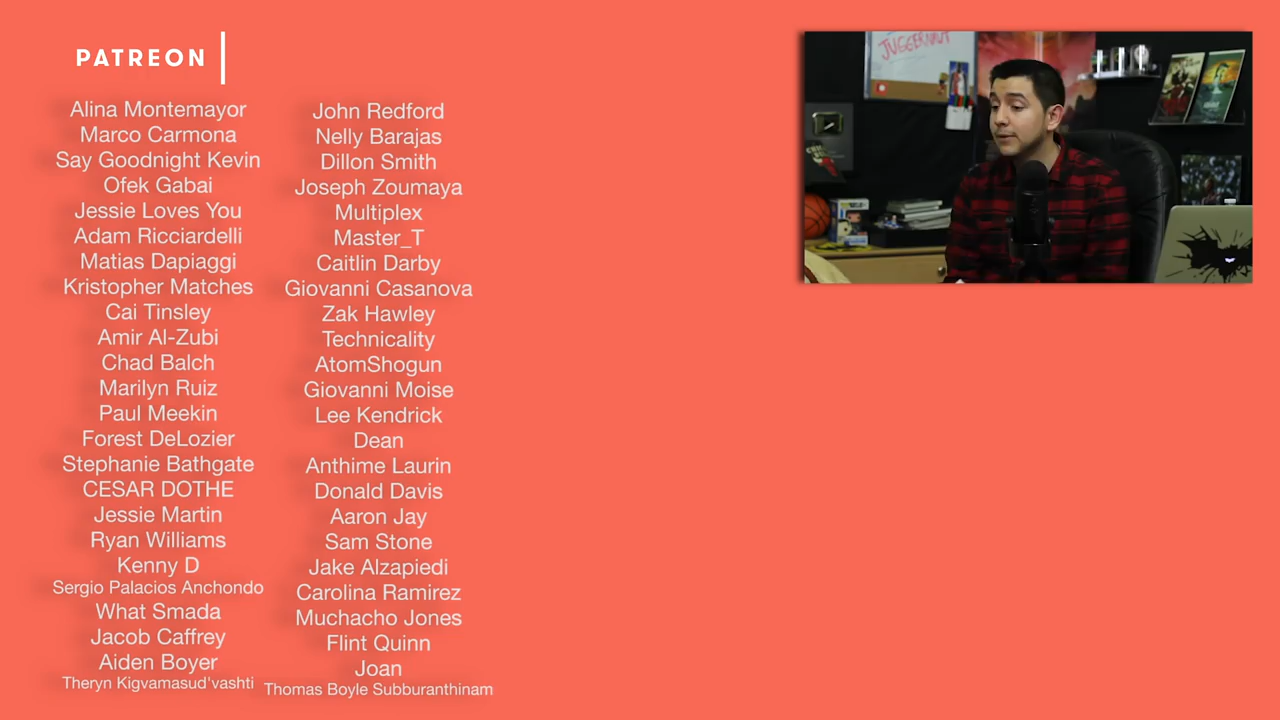 PATREON
Alina Montemayor
Marco Carmona
Say Goodnight Kevin
Ofek Gabai
Jessie Loves You
Adam Ricciardelli
Matias Dapiaggi
Kristopher Matches
Cai Tinsley
Amir Al-Zubi
Chad Balch
Marilyn Ruiz
Paul Meekin
Forest DeLozier
Stephanie Bathgate
CESAR DOTHE
Jessie Martin
Ryan Williams
Kenny D
Sergio Palacios Anchondo
What Smada
Jacob Caffrey
Aiden Boyer
Theryn Kigvamasud'vashti
John Redford
Nelly Barajas
Dillon Smith
Joseph Zoumaya
Multiplex
Master_T
Caitlin Darby
Giovanni Casanova
Zak Hawley
Technicality
AtomShogun
Giovanni Moise
Lee Kendrick
Dean
Anthime Laurin
Donald Davis
Aaron Jay
Sam Stone
Jake Alzapiedi
Carolina Ramirez
Muchacho Jones
Flint Quinn
Joan
Thomas Boyle Subburanthinam
JUGGERNAUT